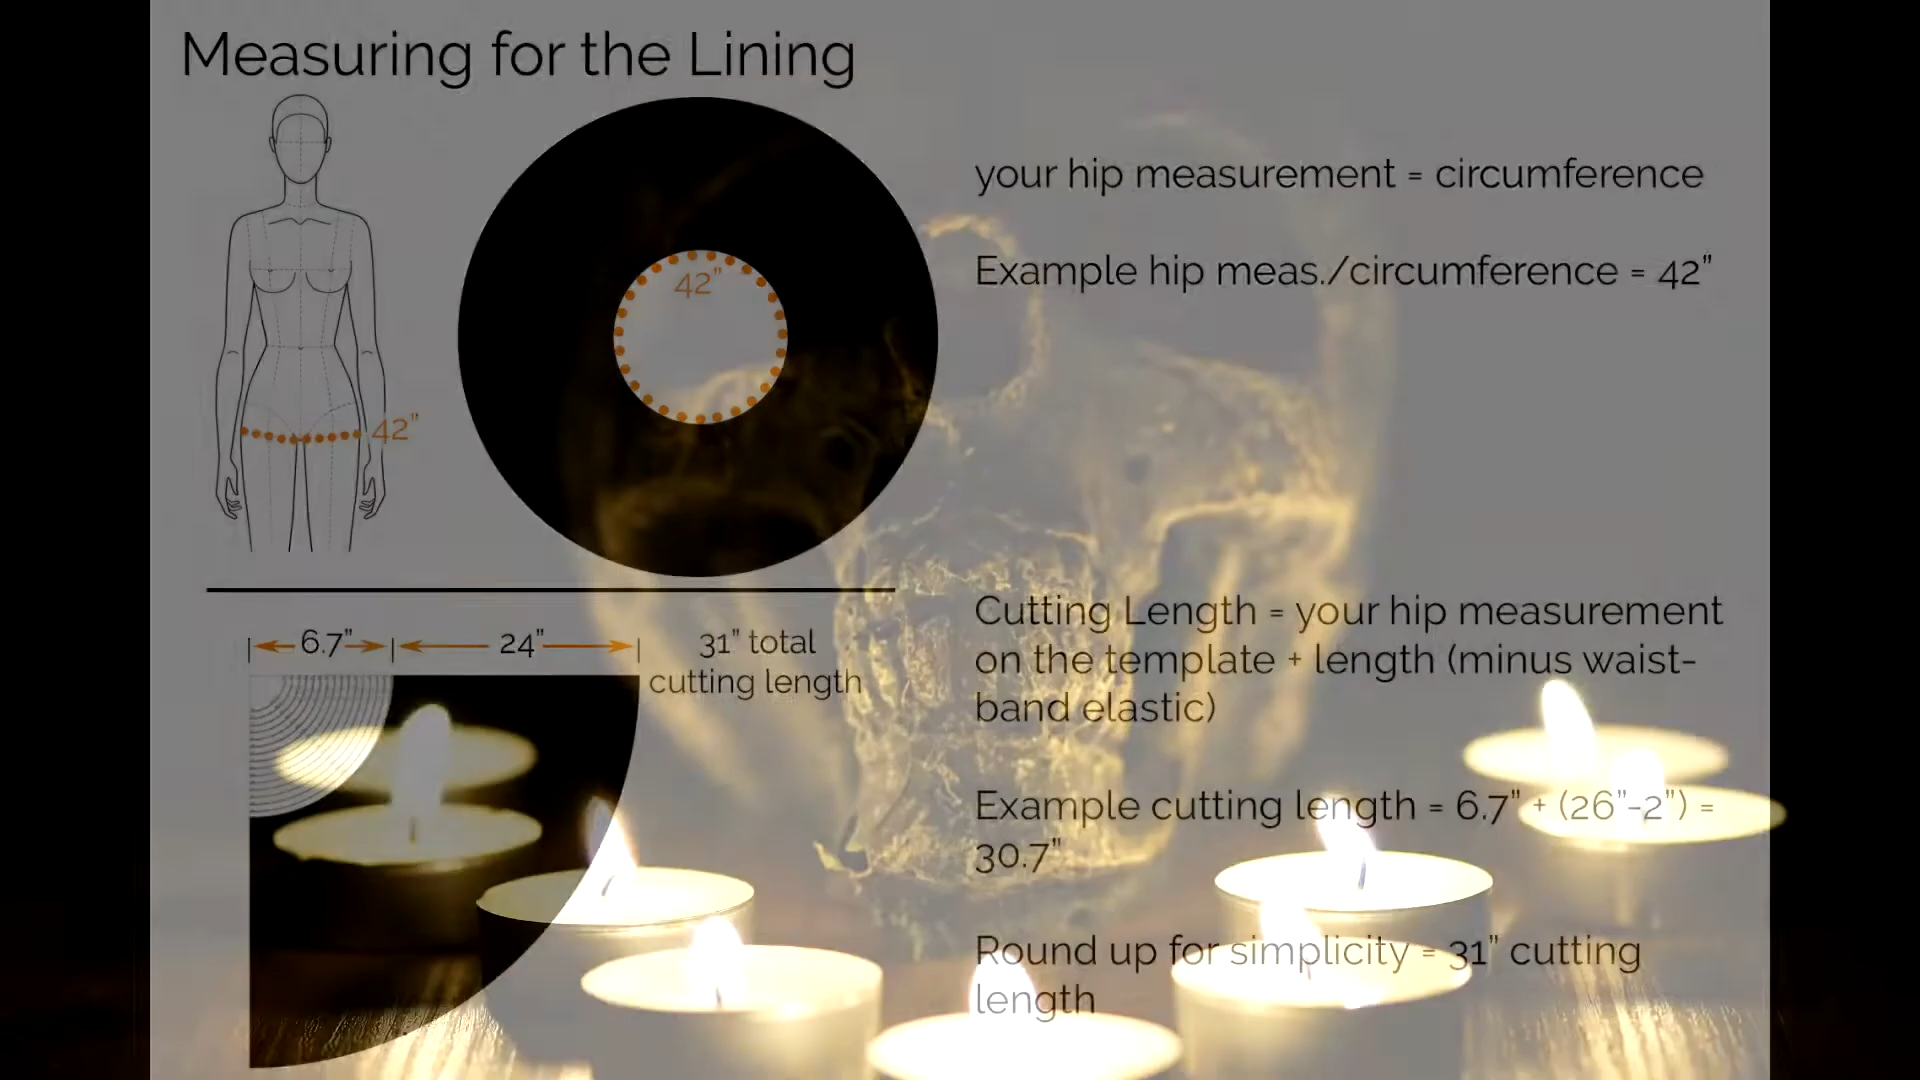 Measuring for the Lining
your hip measurement = circumference
Example hip meas./circumference = 42”
42”
42”
6.7”
24”
31” total
cutting length
Cutting Length = your hip measurement
on the template + length (minus waist-
band elastic)
Example cutting length = 6.7” + (26”-2”) =
30.7”
Round up for simplicity = 31” cutting
length